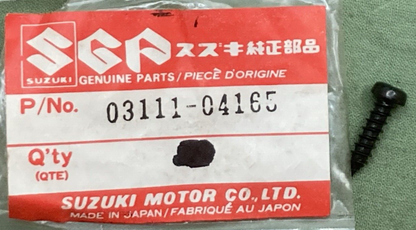 SGP スズキ純正部品
SUZUKI GENUINE PARTS/PIÈCE D'ORIGINE
P/No. 03111-04165
Q'ty
(QTE)
SUZUKI MOTOR CO.,LTD.
MADE IN JAPAN/FABRIQUÉ AU JAPON